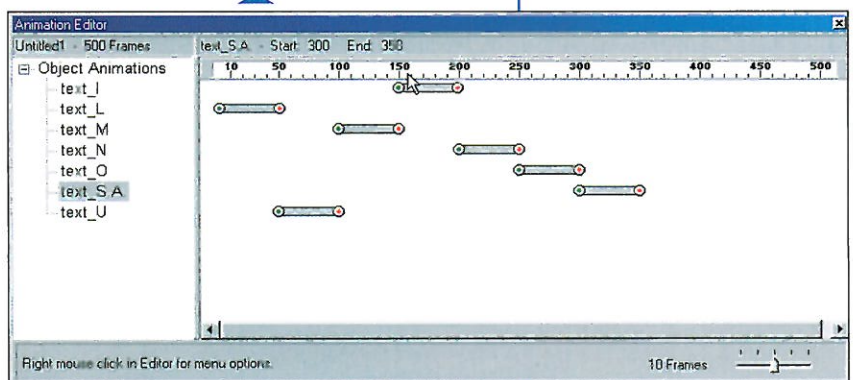 Animation Editor
Untitled1 - 500 Frames
text_S.A. - Start: 300 End: 350
Object Animations
10 50 100 150 200 250 300 350 400 450 500
text_I
text_L
text_M
text_N
text_O
text_S.A.
text_U
Right mouse click in Editor for menu options.
10 Frames